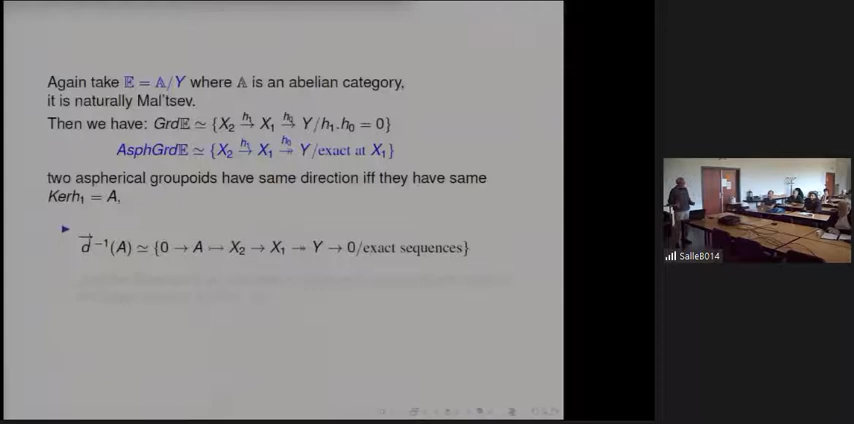 Again take 𝔼 = 𝔸/Y where 𝔸 is an abelian category,
it is naturally Mal'tsev.
Then we have: Grd𝔼 ≃ {X₂ →^{h₁} X₁ →^{h₀} Y/h₁.h₀ = 0}
AsphGrd𝔼 ≃ {X₂ →^{h₁} X₁ ↠^{h₀} Y/exact at X₁}
two aspherical groupoids have same direction iff they have same
Kerh₁ = A,
d⃗ ⁻¹(A) ≃ {0 → A ↣ X₂ → X₁ ↠ Y → 0/exact sequences}
SalleB014